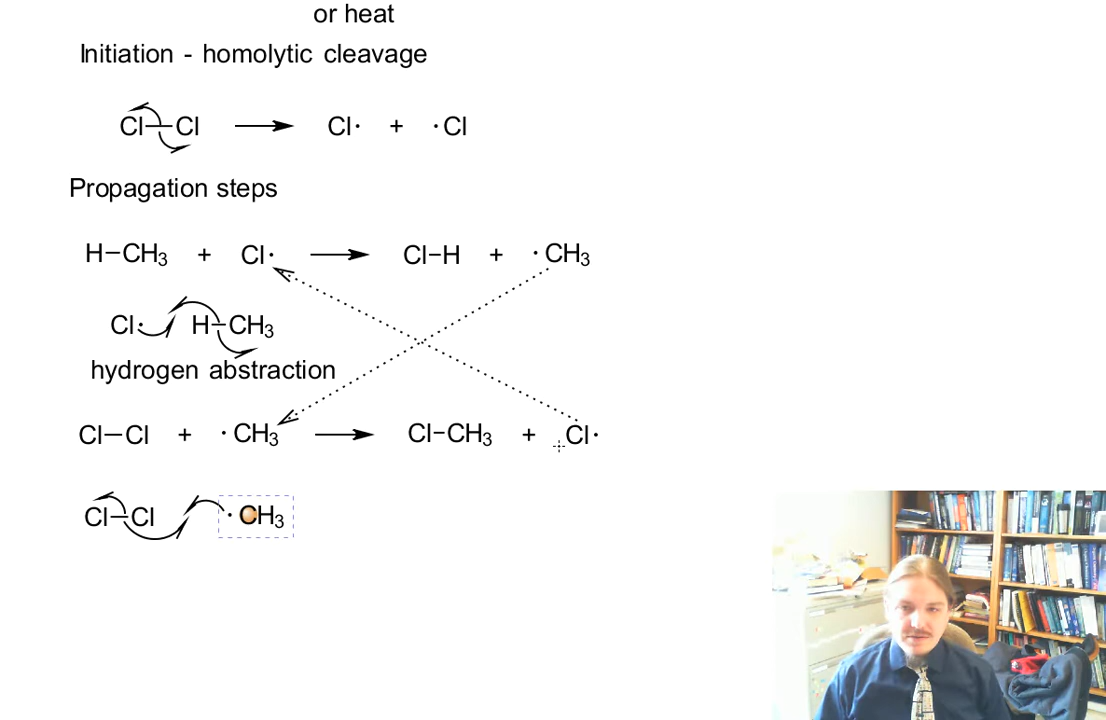 or heat
Initiation - homolytic cleavage
Cl–Cl → Cl· + ·Cl
Propagation steps
H–CH₃ + Cl· → Cl–H + ·CH₃
Cl· H–CH₃
hydrogen abstraction
Cl–Cl + ·CH₃ → Cl–CH₃ + Cl·
Cl–Cl ·CH₃